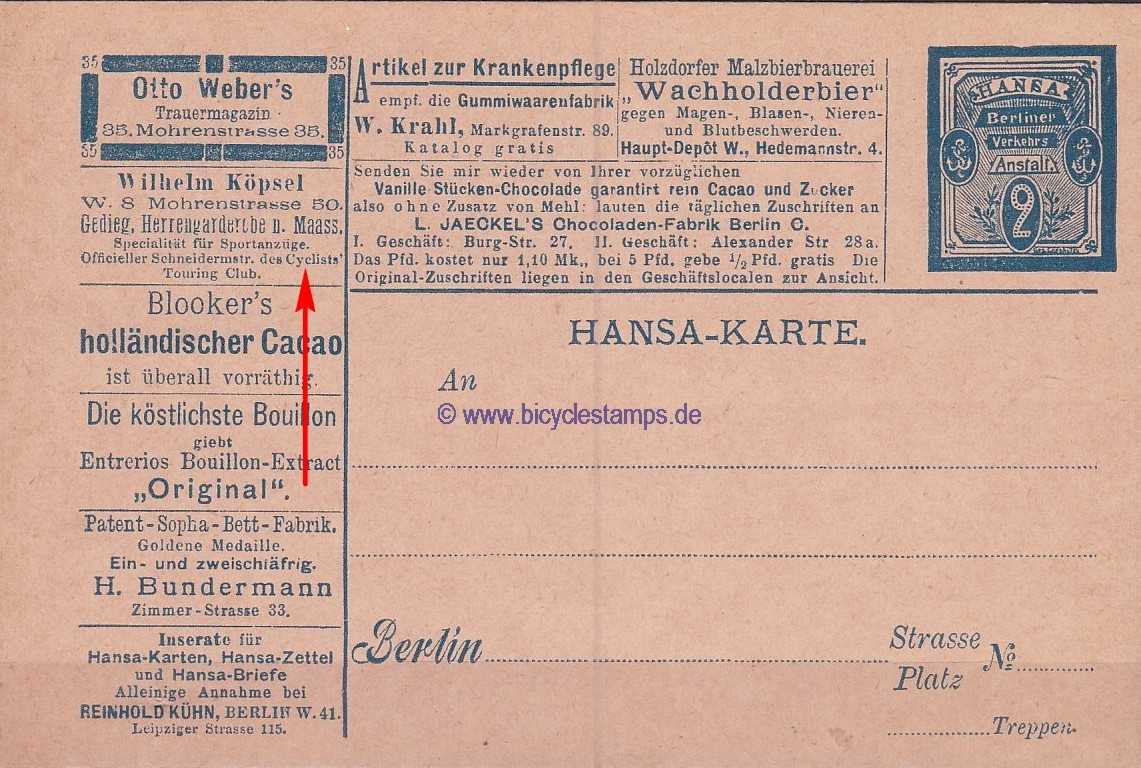 35 35
Otto Weber's
Trauermagazin
35. Mohrenstrasse 35.
35 35
Wilhelm Köpsel
W. 8 Mohrenstrasse 50.
Gedieg. Herrengarderobe n. Maass.
Specialität für Sportanzüge.
Officieller Schneidermstr. des Cyclists'
Touring Club.
Blooker's
holländischer Cacao
ist überall vorräthig.
Die köstlichste Bouillon
giebt
Entrerios Bouillon-Extract
„Original“.
Patent-Sopha-Bett-Fabrik.
Goldene Medaille.
Ein- und zweischläfrig.
H. Bundermann
Zimmer-Strasse 33.
Inserate für
Hansa-Karten, Hansa-Zettel
und Hansa-Briefe
Alleinige Annahme bei
REINHOLD KÜHN, BERLIN W. 41.
Leipziger Strasse 115.
Artikel zur Krankenpflege
empf. die Gummiwaarenfabrik
W. Krahl, Markgrafenstr. 89.
Katalog gratis
Holzdorfer Malzbierbrauerei
„Wachholderbier“
gegen Magen-, Blasen-, Nieren-
und Blutbeschwerden.
Haupt-Depôt W., Hedemannstr. 4.
Senden Sie mir wieder von Ihrer vorzüglichen
Vanille Stücken-Chocolade garantirt rein Cacao und Zucker
also ohne Zusatz von Mehl: lauten die täglichen Zuschriften an
L. JAECKEL'S Chocoladen-Fabrik Berlin C.
I. Geschäft: Burg-Str. 27. II. Geschäft: Alexander Str 28a.
Das Pfd. kostet nur 1,10 Mk., bei 5 Pfd. gebe 1/2 Pfd. gratis Die
Original-Zuschriften liegen in den Geschäftslocalen zur Ansicht.
HANSA
Berliner
Verkehrs
Anstalt.
2
HANSA-KARTE.
An
© www.bicyclestamps.de
Berlin
Strasse
Platz
No
Treppen.